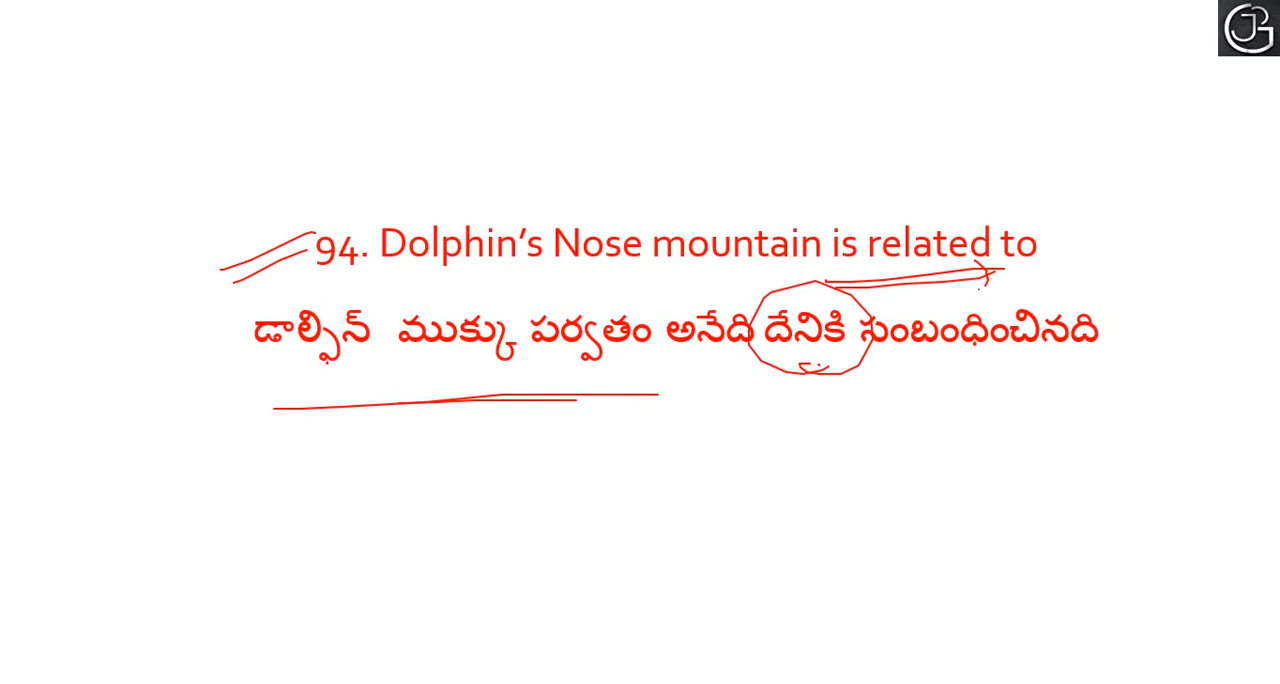 94. Dolphin's Nose mountain is related to
డాల్ఫిన్ ముక్కు పర్వతం అనేది దేనికి సంబంధించినది